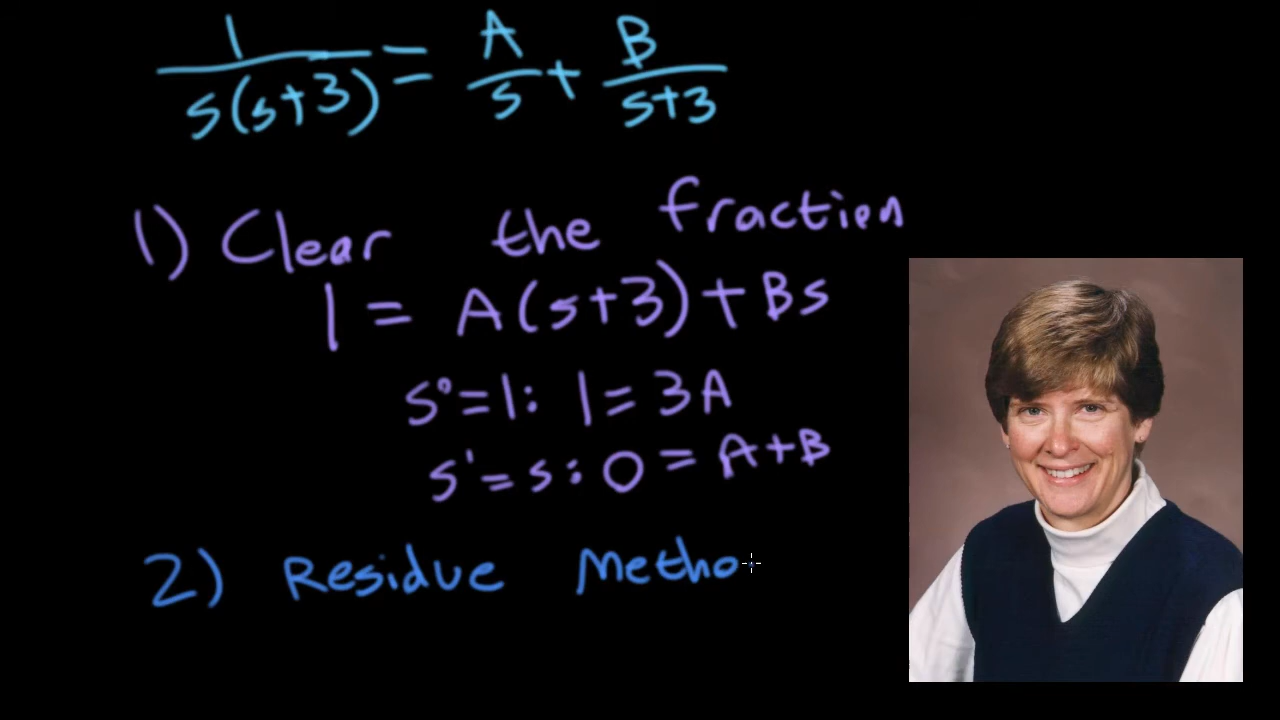 1/s(s+3) = A/s + B/s+3
1) Clear the fraction
1 = A(s+3)+Bs
s⁰=1: 1=3A
s¹=s: 0=A+B
2) Residue Metho